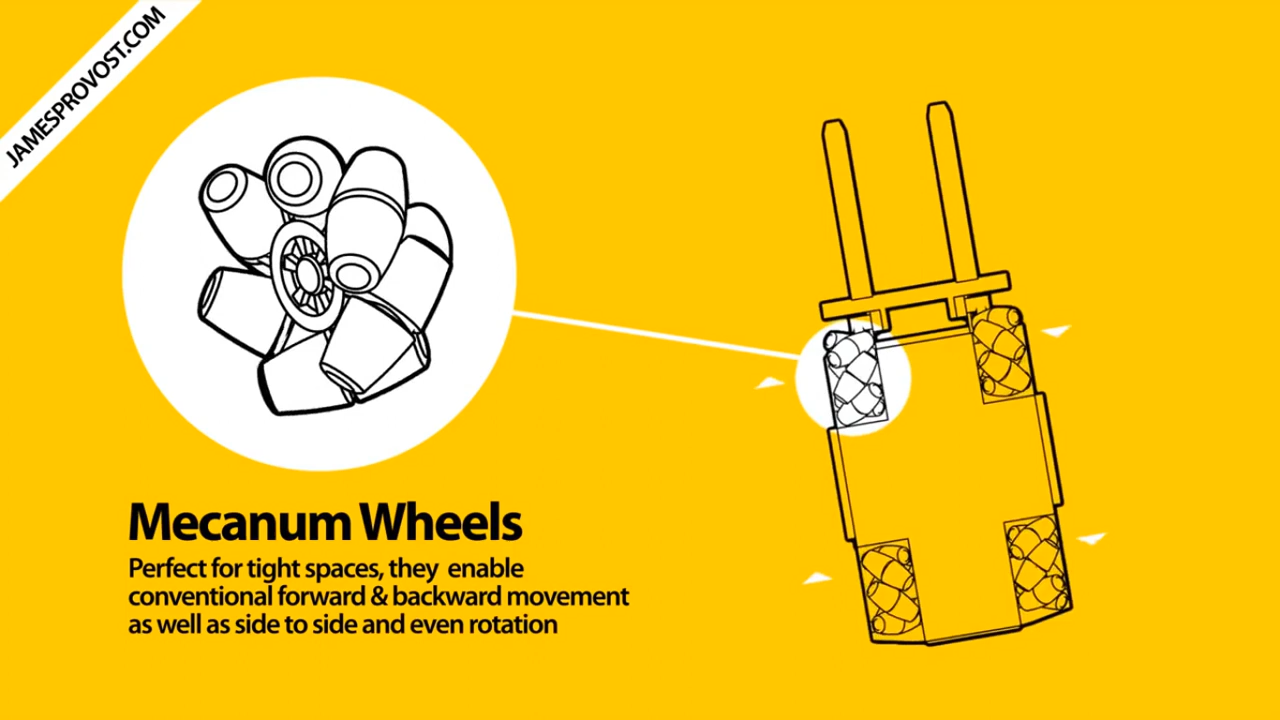 JAMESPROVOST.COM
Mecanum Wheels
Perfect for tight spaces, they enable
conventional forward & backward movement
as well as side to side and even rotation